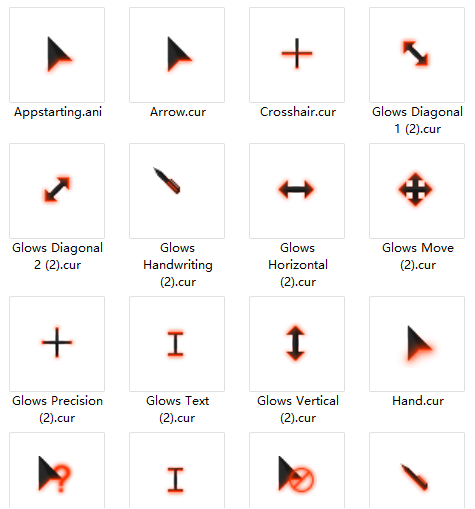 Appstarting.ani
Arrow.cur
Crosshair.cur
Glows Diagonal
1 (2).cur
Glows Diagonal
2 (2).cur
Glows
Handwriting
(2).cur
Glows
Horizontal
(2).cur
Glows Move
(2).cur
Glows Precision
(2).cur
Glows Text
(2).cur
Glows Vertical
(2).cur
Hand.cur